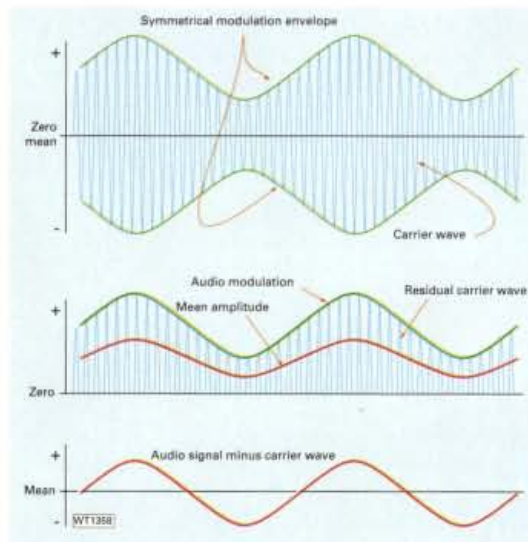 Symmetrical modulation envelope
+
Zero
mean
-
Carrier wave
Audio modulation
Residual carrier wave
Mean amplitude
+
Zero
Audio signal minus carrier wave
+
Mean
-
WT1358